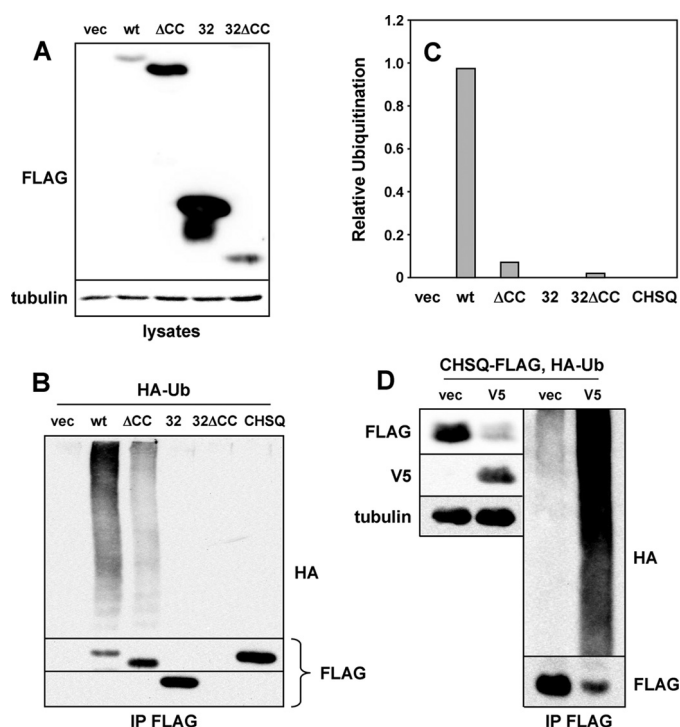 A
vec wt ΔCC 32 32ΔCC
FLAG
tubulin
lysates
C
Relative Ubiquitination
1.2
1.0
0.8
0.6
0.4
0.2
0
vec wt ΔCC 32 32ΔCC CHSQ
B
HA-Ub
vec wt ΔCC 32 32ΔCC CHSQ
HA
FLAG
IP FLAG
D
CHSQ-FLAG, HA-Ub
vec V5 vec V5
FLAG
V5
tubulin
HA
FLAG
IP FLAG